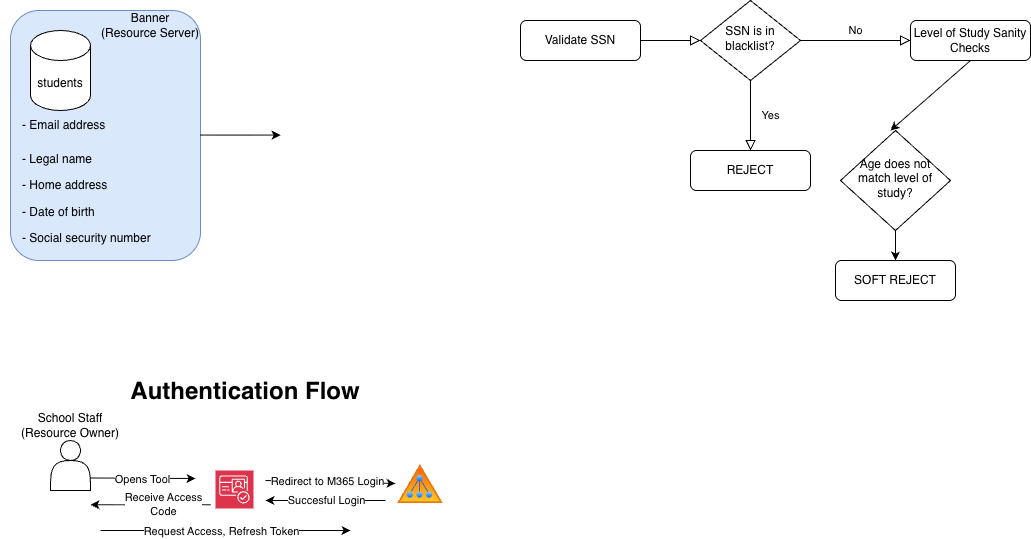 Banner
(Resource Server)
students
- Email address
- Legal name
- Home address
- Date of birth
- Social security number
Validate SSN
SSN is in
blacklist?
No
Level of Study Sanity
Checks
Yes
REJECT
Age does not
match level of
study?
SOFT REJECT
Authentication Flow
School Staff
(Resource Owner)
Opens Tool
Redirect to M365 Login
Receive Access
Code
Succesful Login
Request Access, Refresh Token